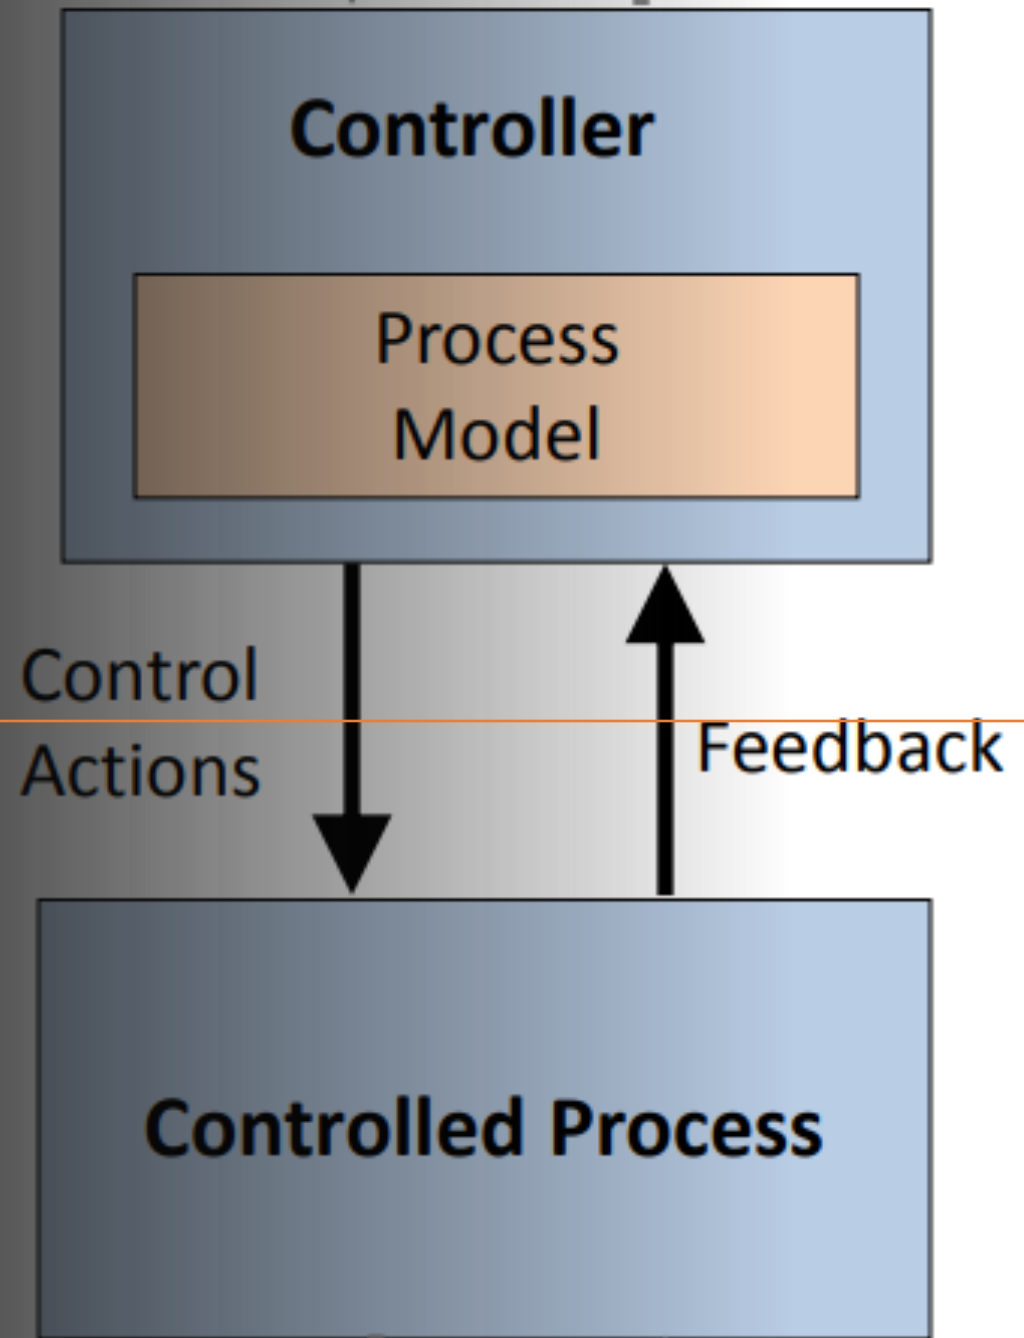 Controller
Process
Model
Control
Actions
Feedback
Controlled Process